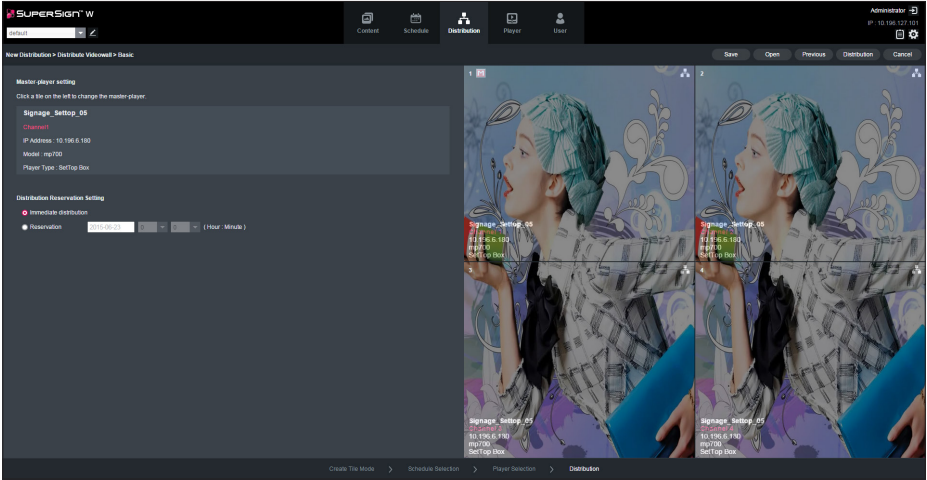 SUPERSIGN™ W
default
Content
Schedule
Distribution
Player
User
Administrator
IP : 10.196.127.101
New Distribution > Distribute Videowall > Basic
Save
Open
Previous
Distribution
Cancel
Master-player setting
Click a tile on the left to change the master-player.
Signage_Settop_05
Channel1
IP Address : 10.196.6.180
Model : mp700
Player Type : SetTop Box
Distribution Reservation Setting
Immediate distribution
Reservation
2016-06-23
( Hour : Minute )
1 M
Signage_Settop_05
10.196.6.180
mp700
SetTop Box
2
Signage_Settop_05
10.196.6.180
mp700
SetTop Box
3
Signage_Settop_05
10.196.6.180
mp700
SetTop Box
4
Signage_Settop_05
10.196.6.180
mp700
SetTop Box
Create Tile Mode > Schedule Selection > Player Selection > Distribution